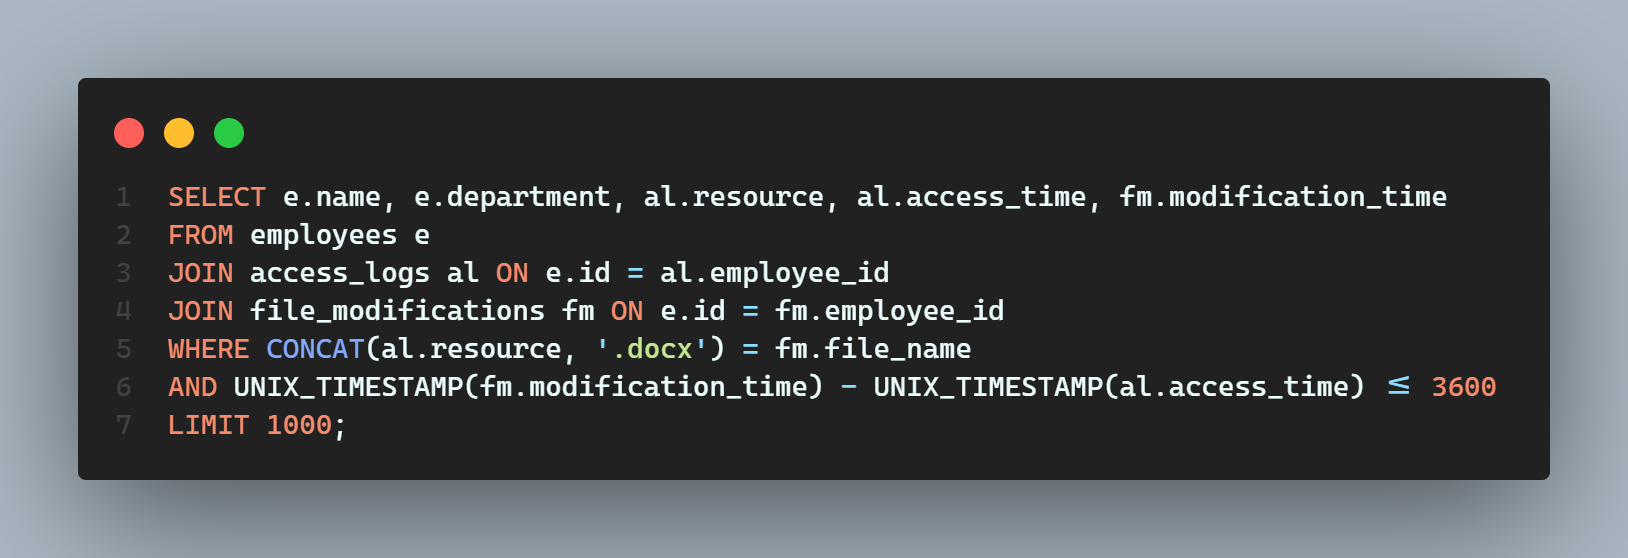 1 SELECT e.name, e.department, al.resource, al.access_time, fm.modification_time
2 FROM employees e
3 JOIN access_logs al ON e.id = al.employee_id
4 JOIN file_modifications fm ON e.id = fm.employee_id
5 WHERE CONCAT(al.resource, '.docx') = fm.file_name
6 AND UNIX_TIMESTAMP(fm.modification_time) - UNIX_TIMESTAMP(al.access_time) ≤ 3600
7 LIMIT 1000;